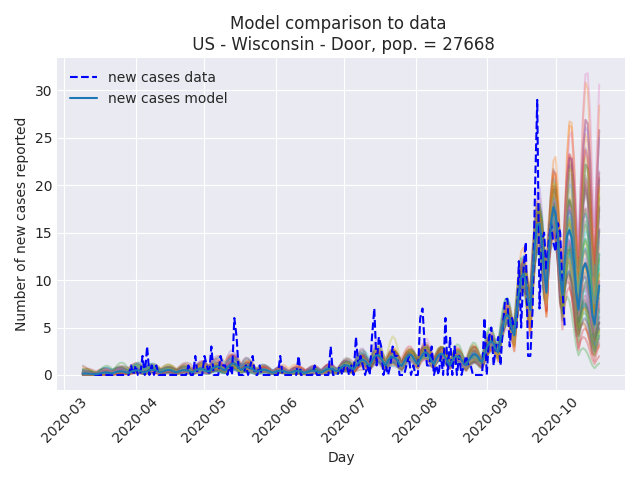 Model comparison to data
US - Wisconsin - Door, pop. = 27668
new cases data
new cases model
Number of new cases reported
30
25
20
15
10
5
0
2020-03
2020-04
2020-05
2020-06
2020-07
2020-08
2020-09
2020-10
Day